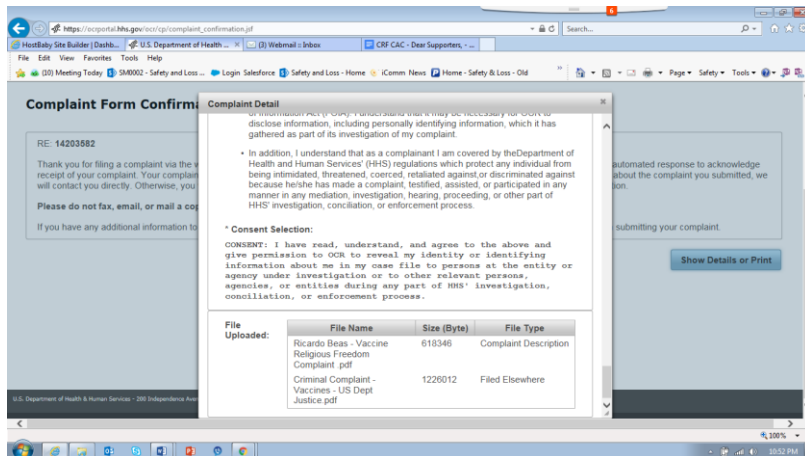 6
https://ocrportal.hhs.gov/ocr/cp/complaint_confirmation.jsf
Search...
HostBaby Site Builder | Dashb...
U.S. Department of Health ...
(3) Webmail :: Inbox
CRF CAC - Dear Supporters, - ...
File Edit View Favorites Tools Help
(10) Meeting Today
SM0002 - Safety and Loss ...
Login Salesforce
Safety and Loss - Home
iComm News
Home - Safety & Loss - Old
Page
Safety
Tools
Complaint Form Confirma
Complaint Detail
of Information Act (FOIA). I understand that it may be necessary for OCR to
disclose information, including personally identifying information, which it has
gathered as part of its investigation of my complaint.
• In addition, I understand that as a complainant I am covered by theDepartment of
Health and Human Services' (HHS) regulations which protect any individual from
being intimidated, threatened, coerced, retaliated against,or discriminated against
because he/she has made a complaint, testified, assisted, or participated in any
manner in any mediation, investigation, hearing, proceeding, or other part of
HHS' investigation, conciliation, or enforcement process.
* Consent Selection:
CONSENT: I have read, understand, and agree to the above and
give permission to OCR to reveal my identity or identifying
information about me in my case file to persons at the entity or
agency under investigation or to other relevant persons,
agencies, or entities during any part of HHS' investigation,
conciliation, or enforcement process.
File Uploaded:
File Name Size (Byte) File Type
Ricardo Beas - Vaccine Religious Freedom Complaint .pdf 618346 Complaint Description
Criminal Complaint - Vaccines - US Dept Justice.pdf 1226012 Filed Elsewhere
RE: 14203582
Thank you for filing a complaint via the w
automated response to acknowledge
receipt of your complaint. Your complain
about the complaint you submitted, we
will contact you directly. Otherwise, you
ion.
Please do not fax, email, or mail a cop
If you have any additional information to
submitting your complaint.
Show Details or Print
U.S. Department of Health & Human Services - 200 Independence Aven
100%
10:52 PM